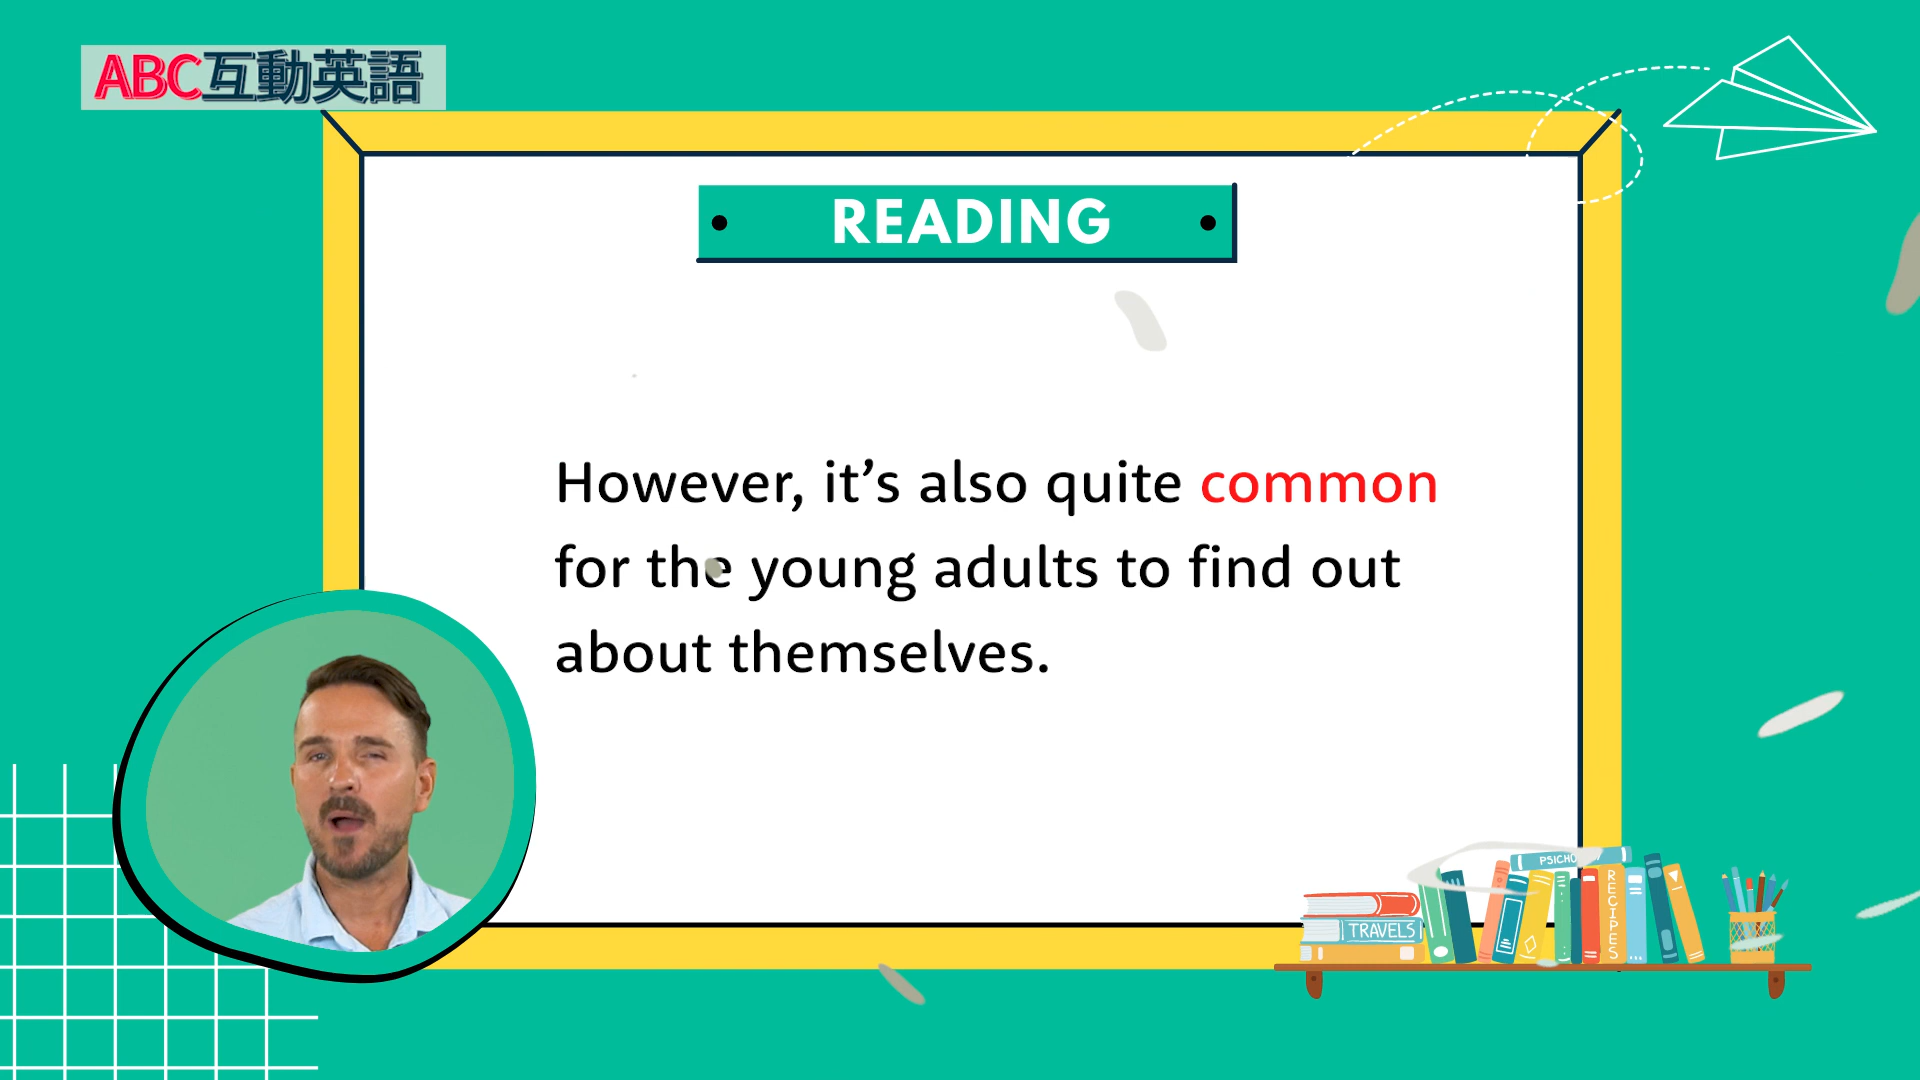 ABC互動英語
READING
However, it’s also quite common
for the young adults to find out
about themselves.
TRAVELS
RECIPES